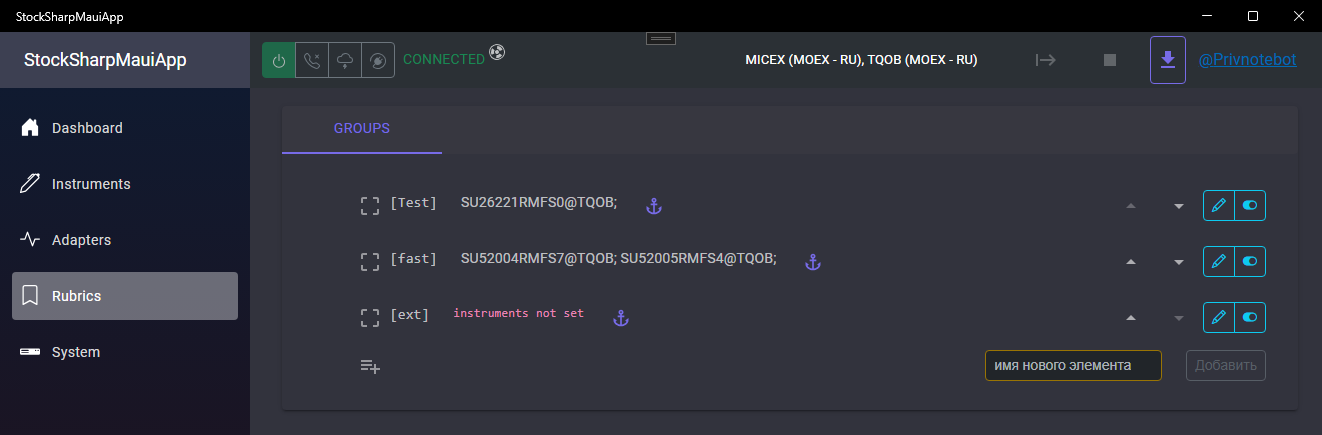 StockSharpMauiApp
StockSharpMauiApp
CONNECTED
MICEX (MOEX - RU), TQOB (MOEX - RU)
@Privnotebot
Dashboard
Instruments
Adapters
Rubrics
System
GROUPS
[Test] SU26221RMFS0@TQOB;
[fast] SU52004RMFS7@TQOB; SU52005RMFS4@TQOB;
[ext] instruments not set
имя нового элемента Добавить